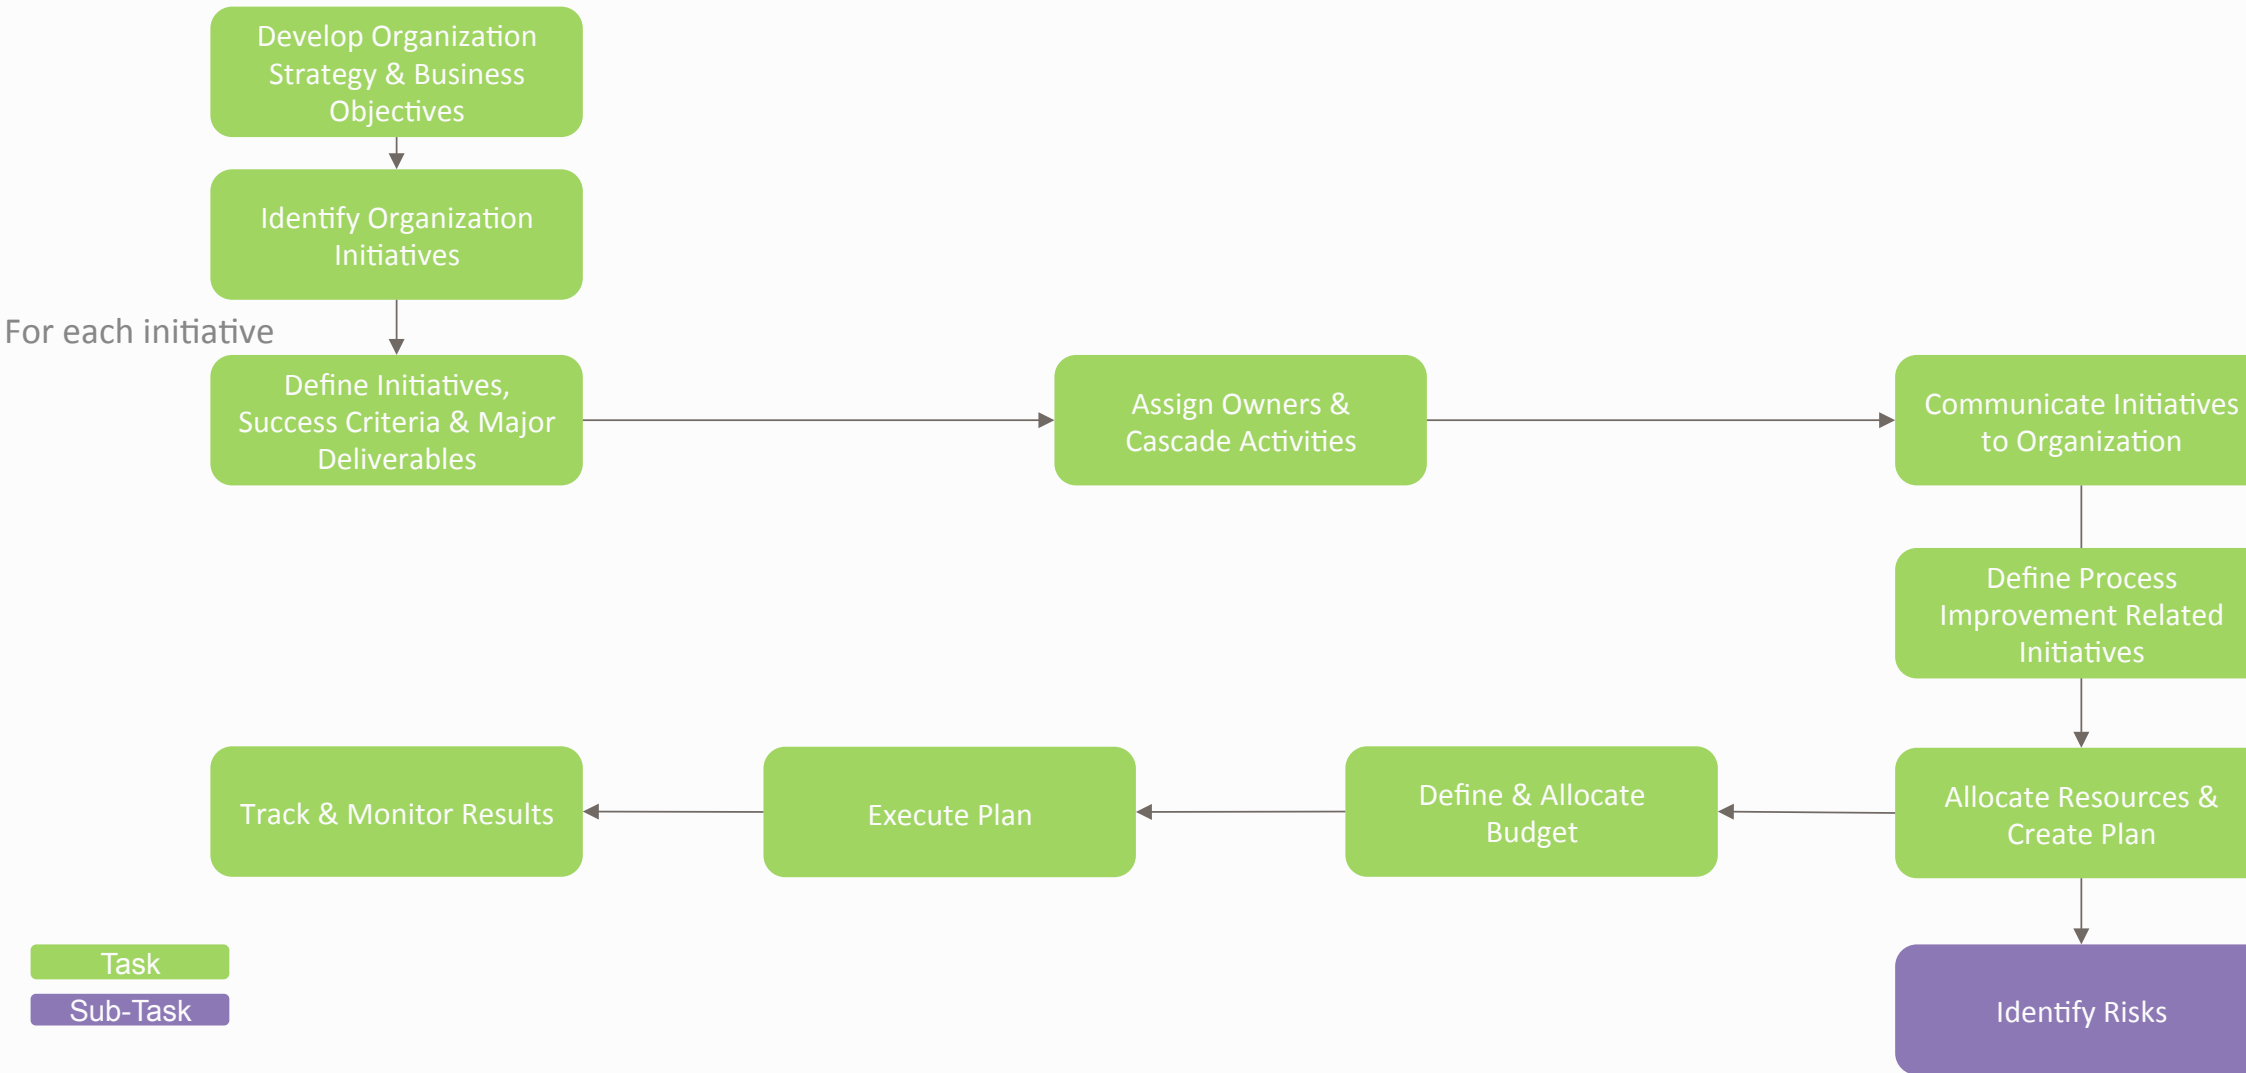 Develop Organization
Strategy & Business
Objectives
Identify Organization
Initiatives
For each initiative
Define Initiatives,
Success Criteria & Major
Deliverables
Assign Owners &
Cascade Activities
Communicate Initiatives
to Organization
Define Process
Improvement Related
Initiatives
Track & Monitor Results
Execute Plan
Define & Allocate
Budget
Allocate Resources &
Create Plan
Task
Sub-Task
Identify Risks